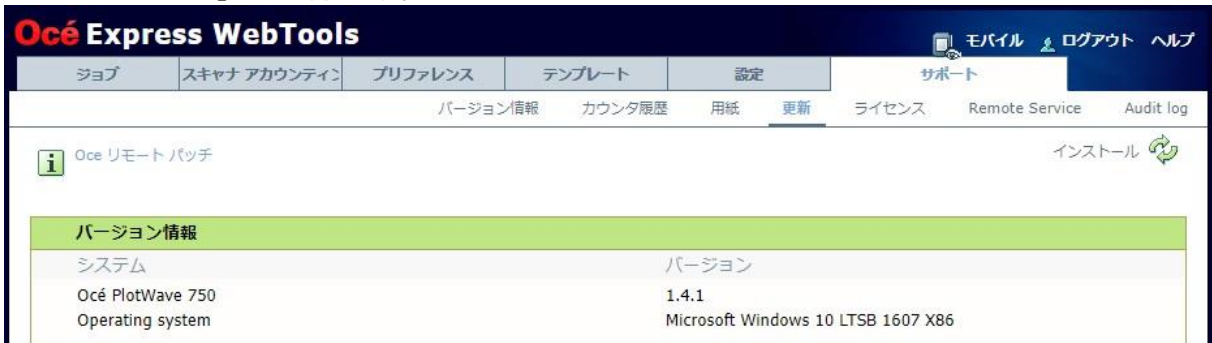 Océ Express WebTools
モバイル ログアウト ヘルプ
ジョブ スキャナ アカウンティン プリファレンス テンプレート 設定 サポート
バージョン情報 カウンタ履歴 用紙 更新 ライセンス Remote Service Audit log
Oce リモート パッチ インストール
バージョン情報
システム バージョン
Océ PlotWave 750 1.4.1
Operating system Microsoft Windows 10 LTSB 1607 X86